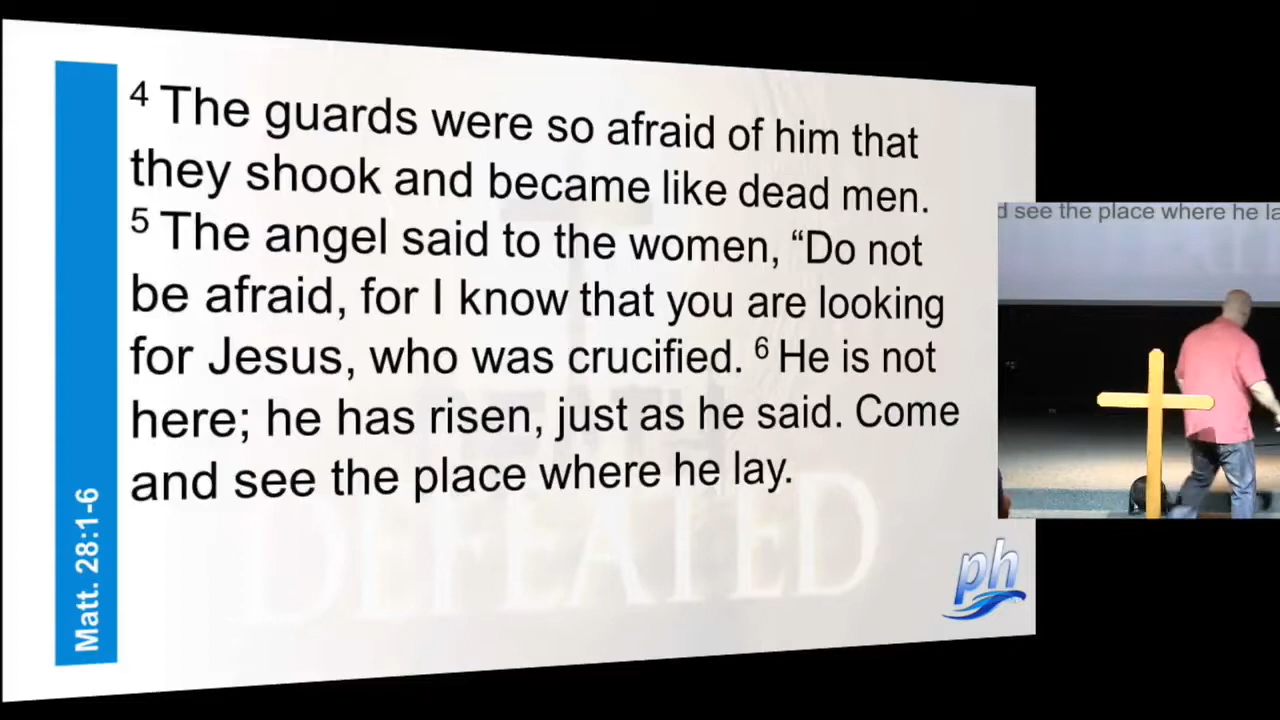 4 The guards were so afraid of him that
they shook and became like dead men.
5 The angel said to the women, “Do not
be afraid, for I know that you are looking
for Jesus, who was crucified. 6 He is not
here; he has risen, just as he said. Come
and see the place where he lay.
Matt. 28:1-6
DEATH
DEFEATED
ph
see the place where he